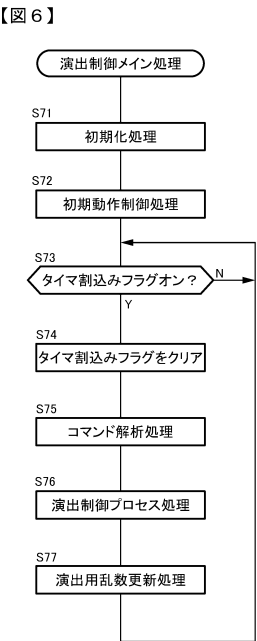 【図６】
演出制御メイン処理
S71
初期化処理
S72
初期動作制御処理
S73
タイマ割込みフラグオン？
N
Y
S74
タイマ割込みフラグをクリア
S75
コマンド解析処理
S76
演出制御プロセス処理
S77
演出用乱数更新処理